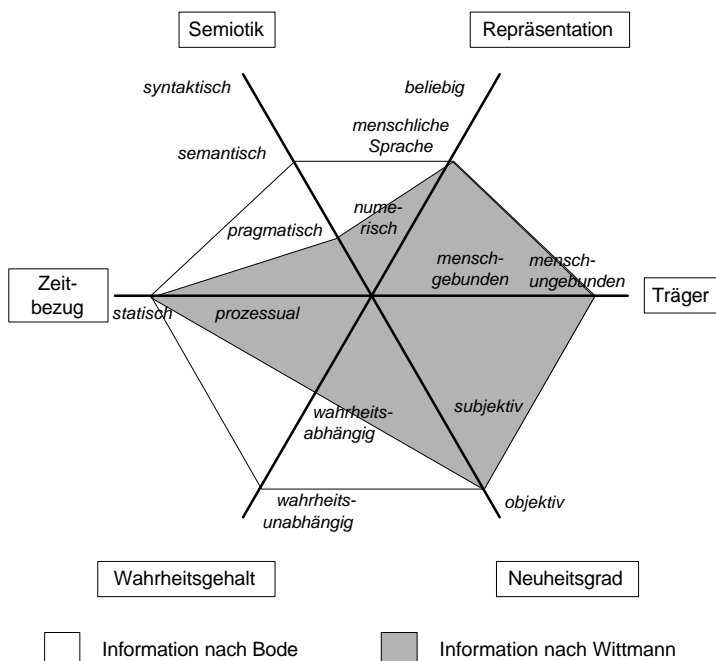 Semiotik
Repräsentation
syntaktisch
beliebig
menschliche
Sprache
semantisch
nume-
risch
pragmatisch
mensch-
gebunden
mensch-
ungebunden
Zeit-
bezug
Träger
statisch
prozessual
wahrheits-
abhängig
subjektiv
wahrheits-
unabhängig
objektiv
Wahrheitsgehalt
Neuheitsgrad
Information nach Bode
Information nach Wittmann